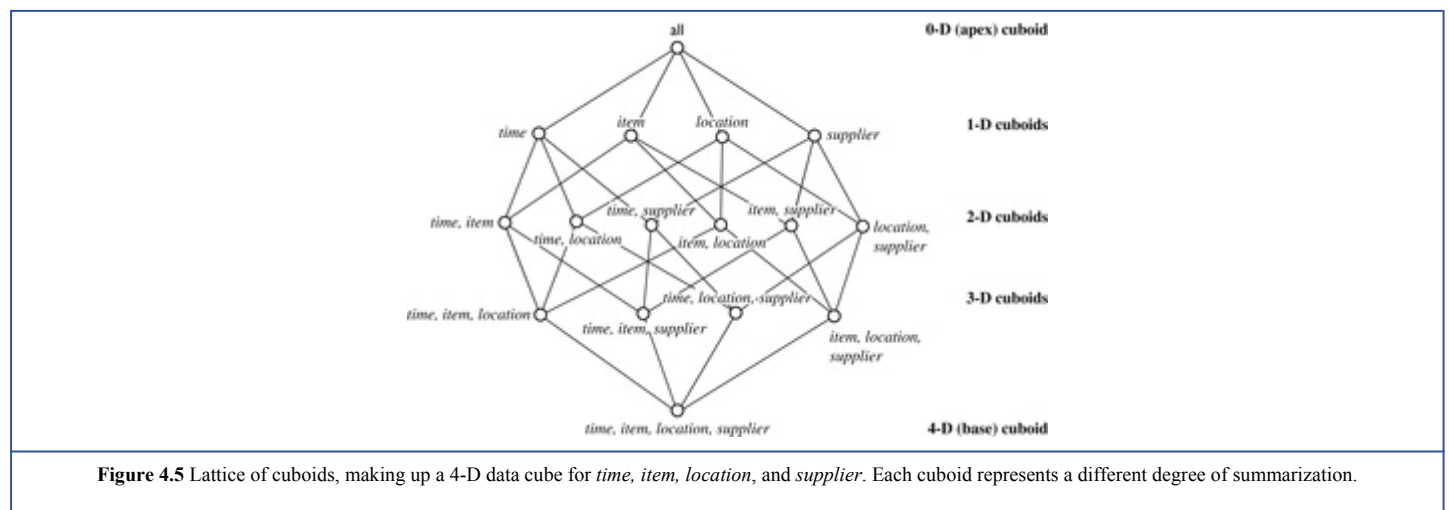 all
0-D (apex) cuboid
time
item
location
supplier
1-D cuboids
time, item
time, location
time, supplier
item, location
item, supplier
location,
supplier
2-D cuboids
time, item, location
time, item, supplier
time, location, supplier
item, location,
supplier
3-D cuboids
time, item, location, supplier
4-D (base) cuboid
Figure 4.5 Lattice of cuboids, making up a 4-D data cube for time, item, location, and supplier. Each cuboid represents a different degree of summarization.